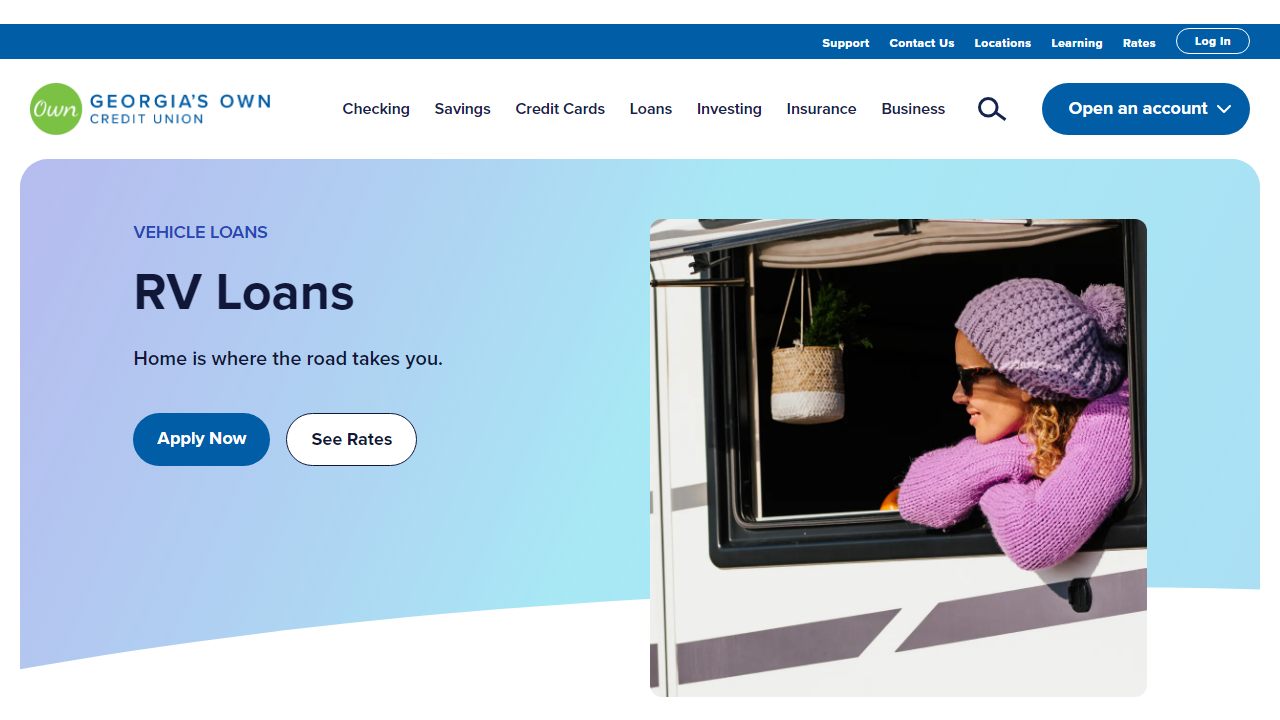 Support Contact Us Locations Learning Rates Log In
Own GEORGIA'S OWN
CREDIT UNION
Checking Savings Credit Cards Loans Investing Insurance Business
Open an account
VEHICLE LOANS
RV Loans
Home is where the road takes you.
Apply Now See Rates